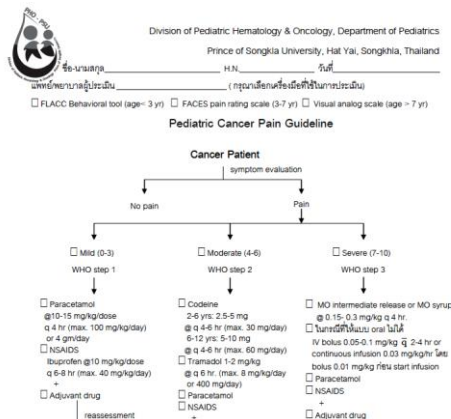 PHO - PSU
Division of Pediatric Hematology & Oncology, Department of Pediatrics
Prince of Songkla University, Hat Yai, Songkhla, Thailand
ชื่อ-นามสกุล H.N. วันที่
แพทย์/พยาบาลผู้ประเมิน ( กรุณาเลือกเครื่องมือที่ใช้ในการประเมิน)
☐ FLACC Behavioral tool (age< 3 yr) ☐ FACES pain rating scale (3-7 yr) ☐ Visual analog scale (age > 7 yr)
Pediatric Cancer Pain Guideline
Cancer Patient
symptom evaluation
No pain
Pain
☐ Mild (0-3)
WHO step 1
☐ Paracetamol
@10-15 mg/kg/dose
q 4 hr (max. 100 mg/kg/day)
or 4 gm/day
☐ NSAIDS
Ibuprofen @10 mg/kg/dose
q 6-8 hr (max. 40 mg/kg/day)
+
☐ Adjuvant drug
reassessment
☐ Moderate (4-6)
WHO step 2
☐ Codeine
2-6 yrs: 2.5-5 mg
@ q 4-6 hr (max. 30 mg/day)
6-12 yrs: 5-10 mg
@ q 4-6 hr (max. 60 mg/day)
☐ Tramadol 1-2 mg/kg
@ q 6 hr. (max. 8 mg/kg/day
or 400 mg/day)
☐ Paracetamol
☐ NSAIDS
+
☐ Severe (7-10)
WHO step 3
☐ MO intermediate release or MO syrup
@ 0.15- 0.3 mg/kg q 4 hr.
☐ ในกรณีที่ให้แบบ oral ไม่ได้
IV bolus 0.05-0.1 mg/kg q 2-4 hr or
continuous infusion 0.03 mg/kg/hr โดย
bolus 0.01 mg/kg ก่อน start infusion
☐ Paracetamol
☐ NSAIDS
+
☐ Adjuvant drug